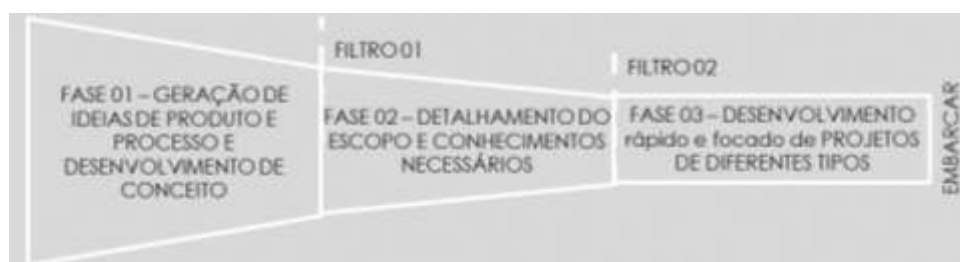 FILTRO 01
FILTRO 02
FASE 01 – GERAÇÃO DE
IDEIAS DE PRODUTO E
PROCESSO E
DESENVOLVIMENTO DE
CONCEITO
FASE 02 – DETALHAMENTO DO
ESCOPO E CONHECIMENTOS
NECESSÁRIOS
FASE 03 – DESENVOLVIMENTO
rápido e focado de PROJETOS
DE DIFERENTES TIPOS
EMBARCAR